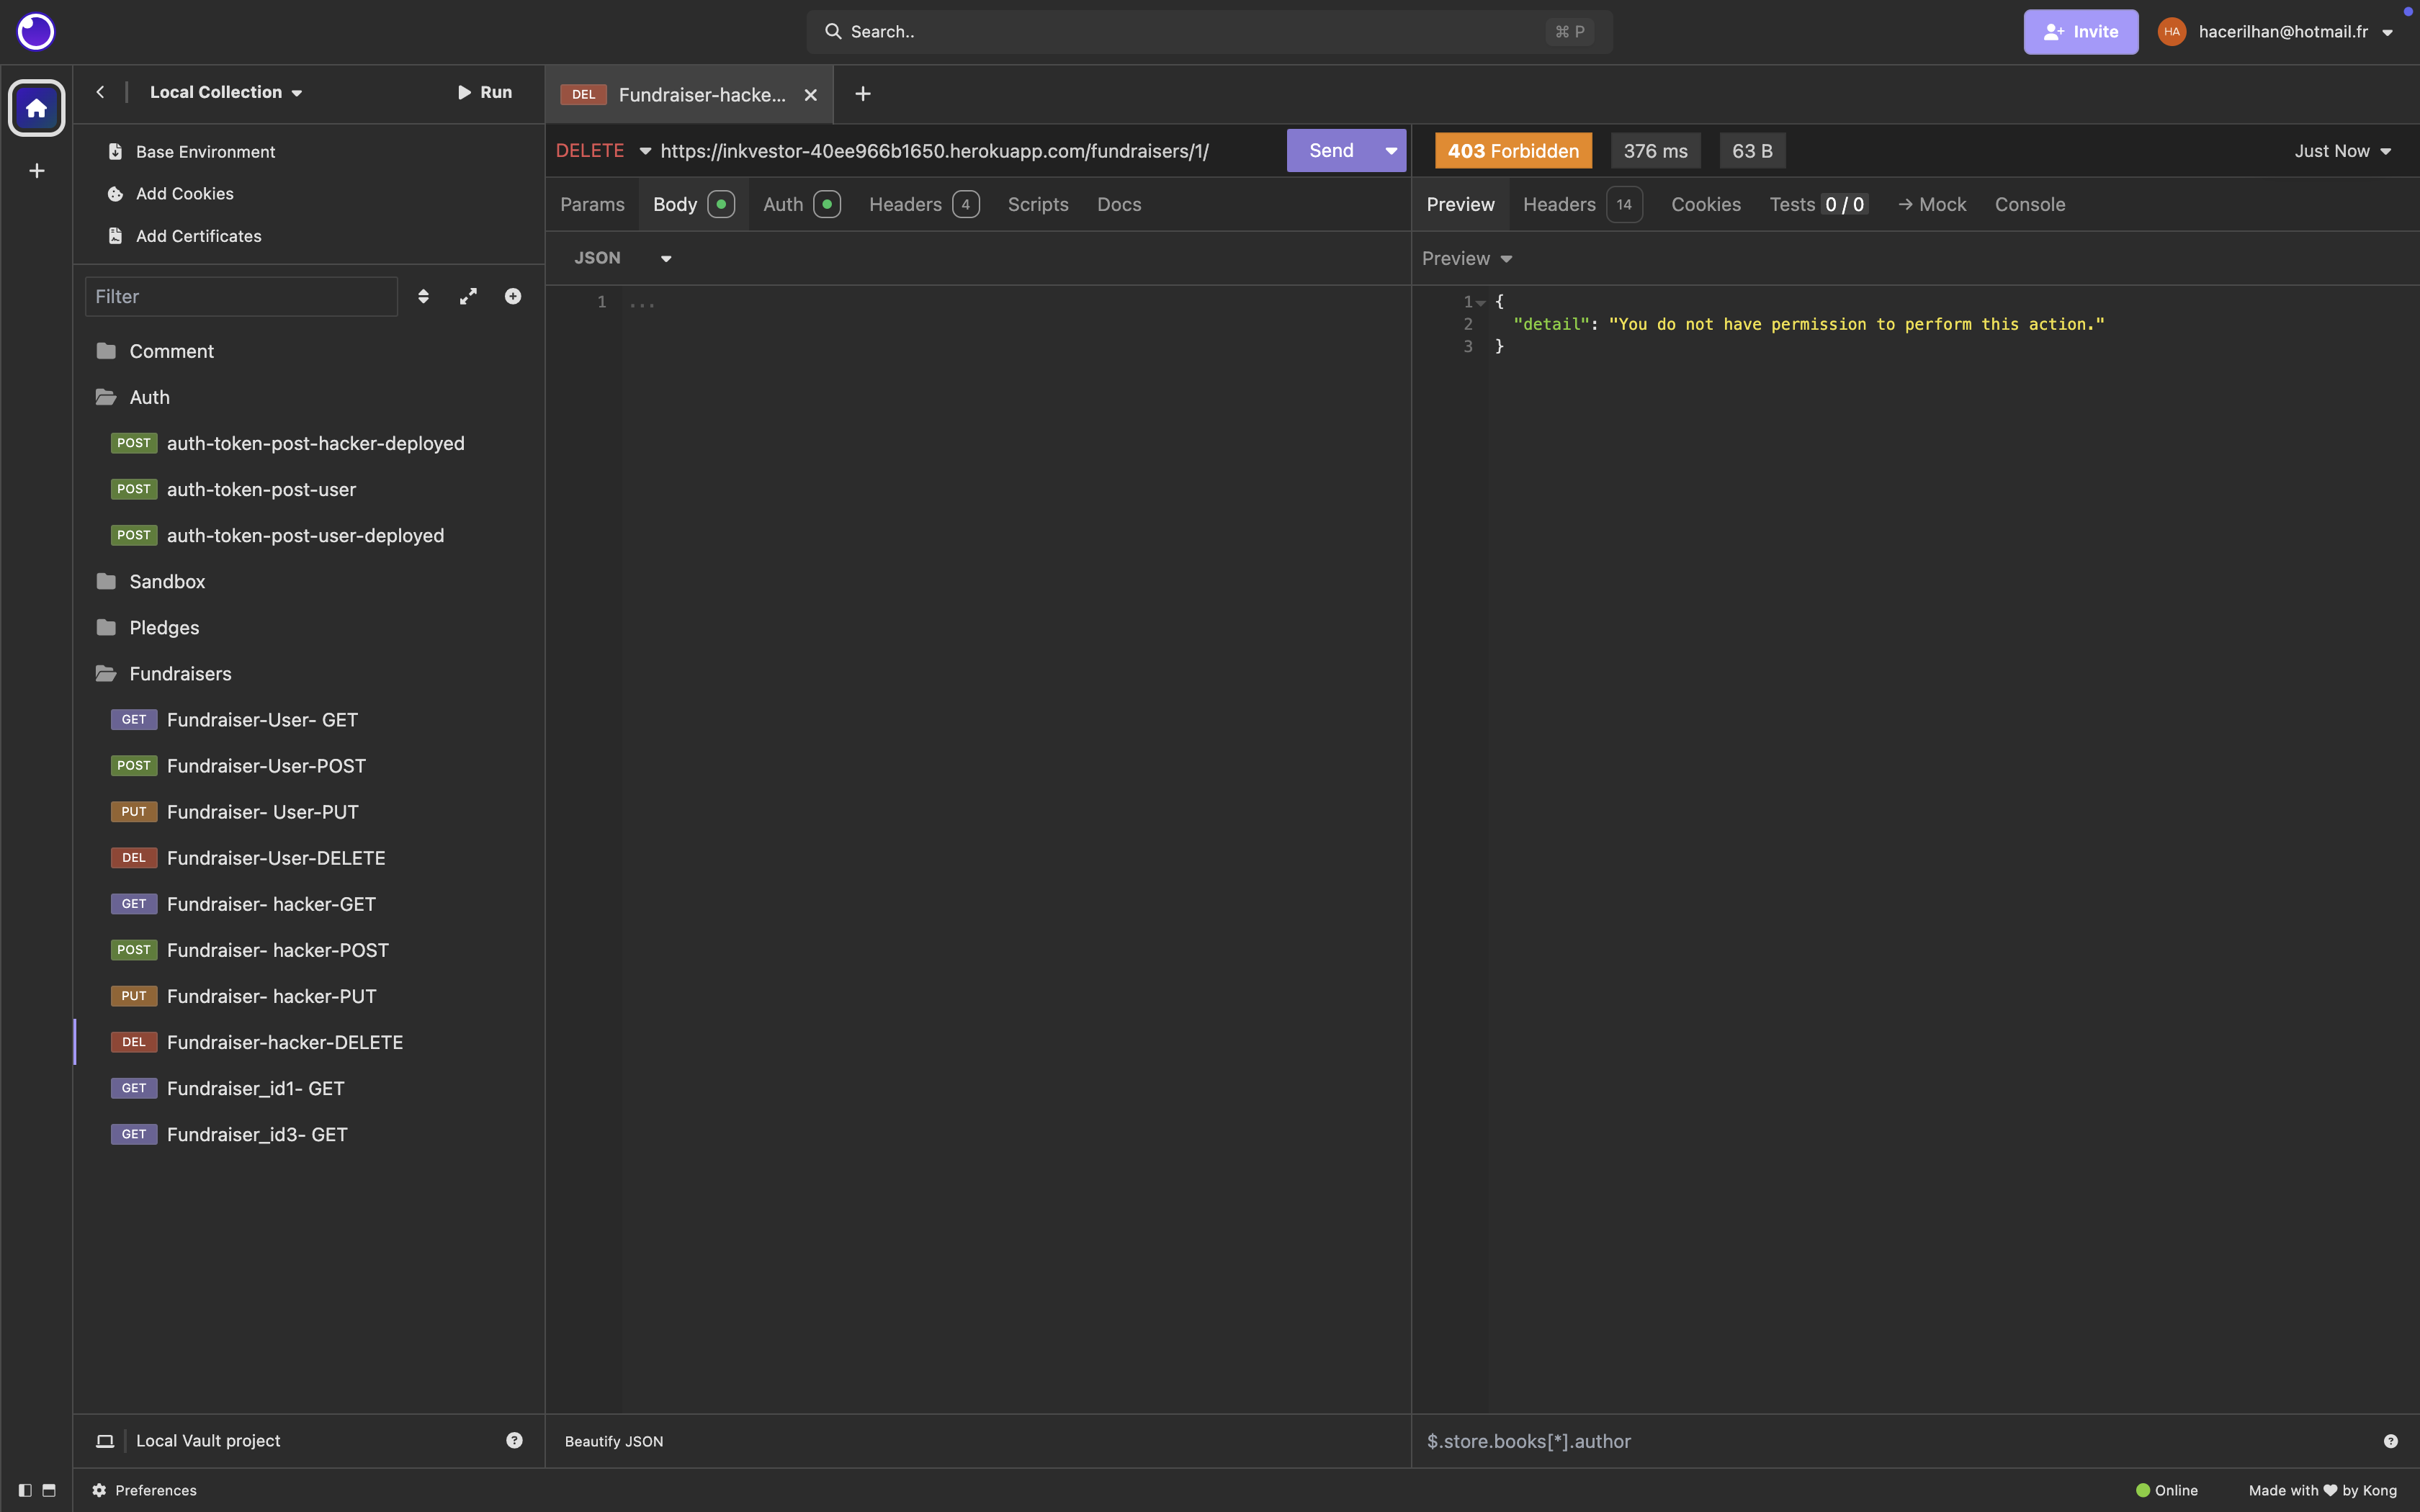 Search..
⌘ P
Invite
HA
hacerilhan@hotmail.fr
Local Collection
Run
DEL Fundraiser-hacke...
Base Environment
Add Cookies
Add Certificates
Filter
Comment
Auth
POST auth-token-post-hacker-deployed
POST auth-token-post-user
POST auth-token-post-user-deployed
Sandbox
Pledges
Fundraisers
GET Fundraiser-User- GET
POST Fundraiser-User-POST
PUT Fundraiser- User-PUT
DEL Fundraiser-User-DELETE
GET Fundraiser- hacker-GET
POST Fundraiser- hacker-POST
PUT Fundraiser- hacker-PUT
DEL Fundraiser-hacker-DELETE
GET Fundraiser_id1- GET
GET Fundraiser_id3- GET
Local Vault project
DELETE https://inkvestor-40ee966b1650.herokuapp.com/fundraisers/1/
Send
Params Body Auth Headers 4 Scripts Docs
JSON
1 ...
Beautify JSON
403 Forbidden 376 ms 63 B Just Now
Preview Headers 14 Cookies Tests 0 / 0 → Mock Console
Preview
1 {
2 "detail": "You do not have permission to perform this action."
3 }
$.store.books[*].author
Preferences
Online
Made with ♥ by Kong